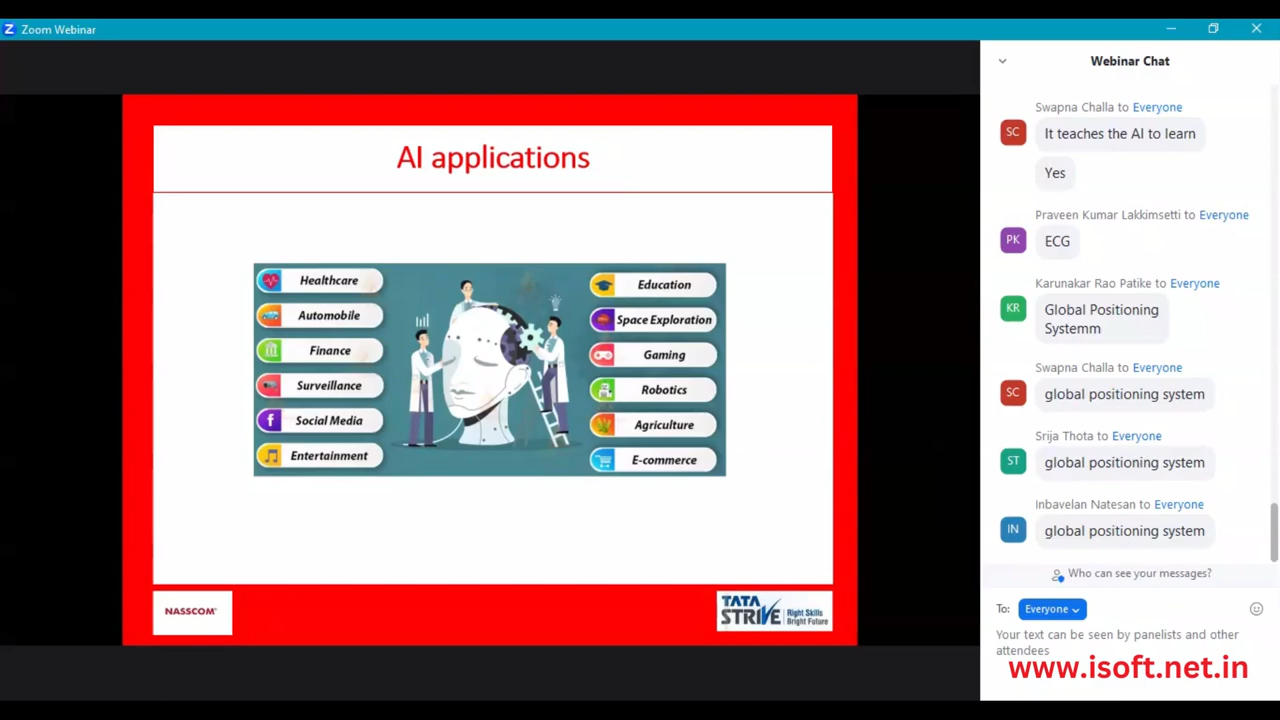 Zoom Webinar
AI applications
Healthcare
Automobile
Finance
Surveillance
Social Media
Entertainment
Education
Space Exploration
Gaming
Robotics
Agriculture
E-commerce
NASSCOM®
TATA
STRIVE
Right Skills
Bright Future
Webinar Chat
Swapna Challa to Everyone
SC
It teaches the AI to learn
Yes
Praveen Kumar Lakkimsetti to Everyone
PK
ECG
Karunakar Rao Patike to Everyone
KR
Global Positioning
Systemm
Swapna Challa to Everyone
SC
global positioning system
Srija Thota to Everyone
ST
global positioning system
Inbavelan Natesan to Everyone
IN
global positioning system
Who can see your messages?
To: Everyone
Your text can be seen by panelists and other
attendees
www.isoft.net.in